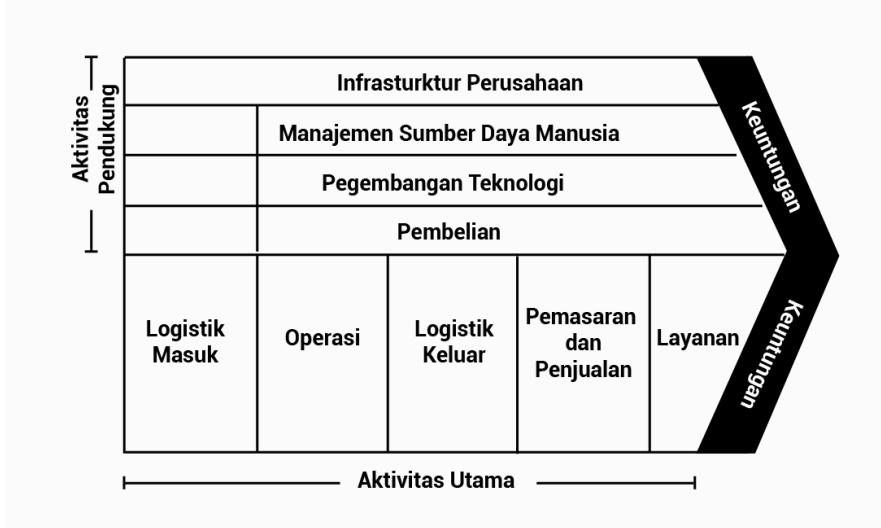 Aktivitas
Pendukung
Infrasturktur Perusahaan
Manajemen Sumber Daya Manusia
Pegembangan Teknologi
Pembelian
Keuntungan
Logistik
Masuk
Operasi
Logistik
Keluar
Pemasaran
dan
Penjualan
Layanan
Keuntungan
Aktivitas Utama